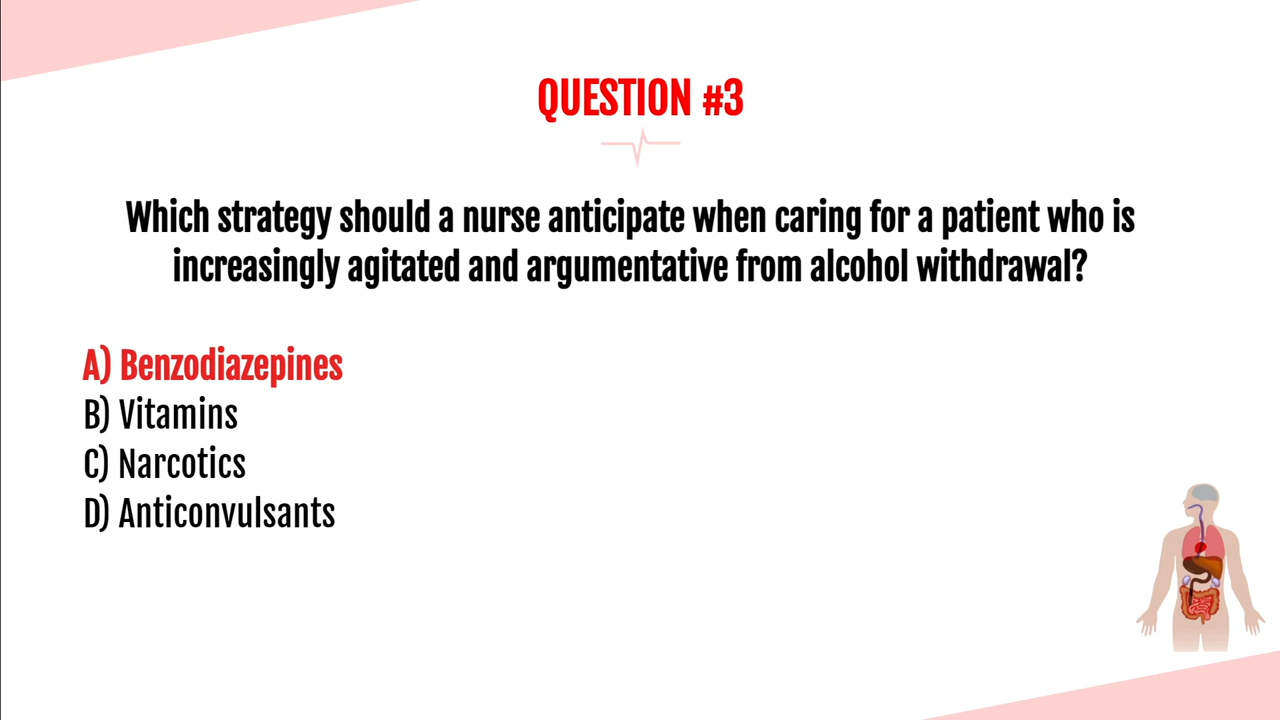 QUESTION #3
Which strategy should a nurse anticipate when caring for a patient who is
increasingly agitated and argumentative from alcohol withdrawal?
A) Benzodiazepines
B) Vitamins
C) Narcotics
D) Anticonvulsants